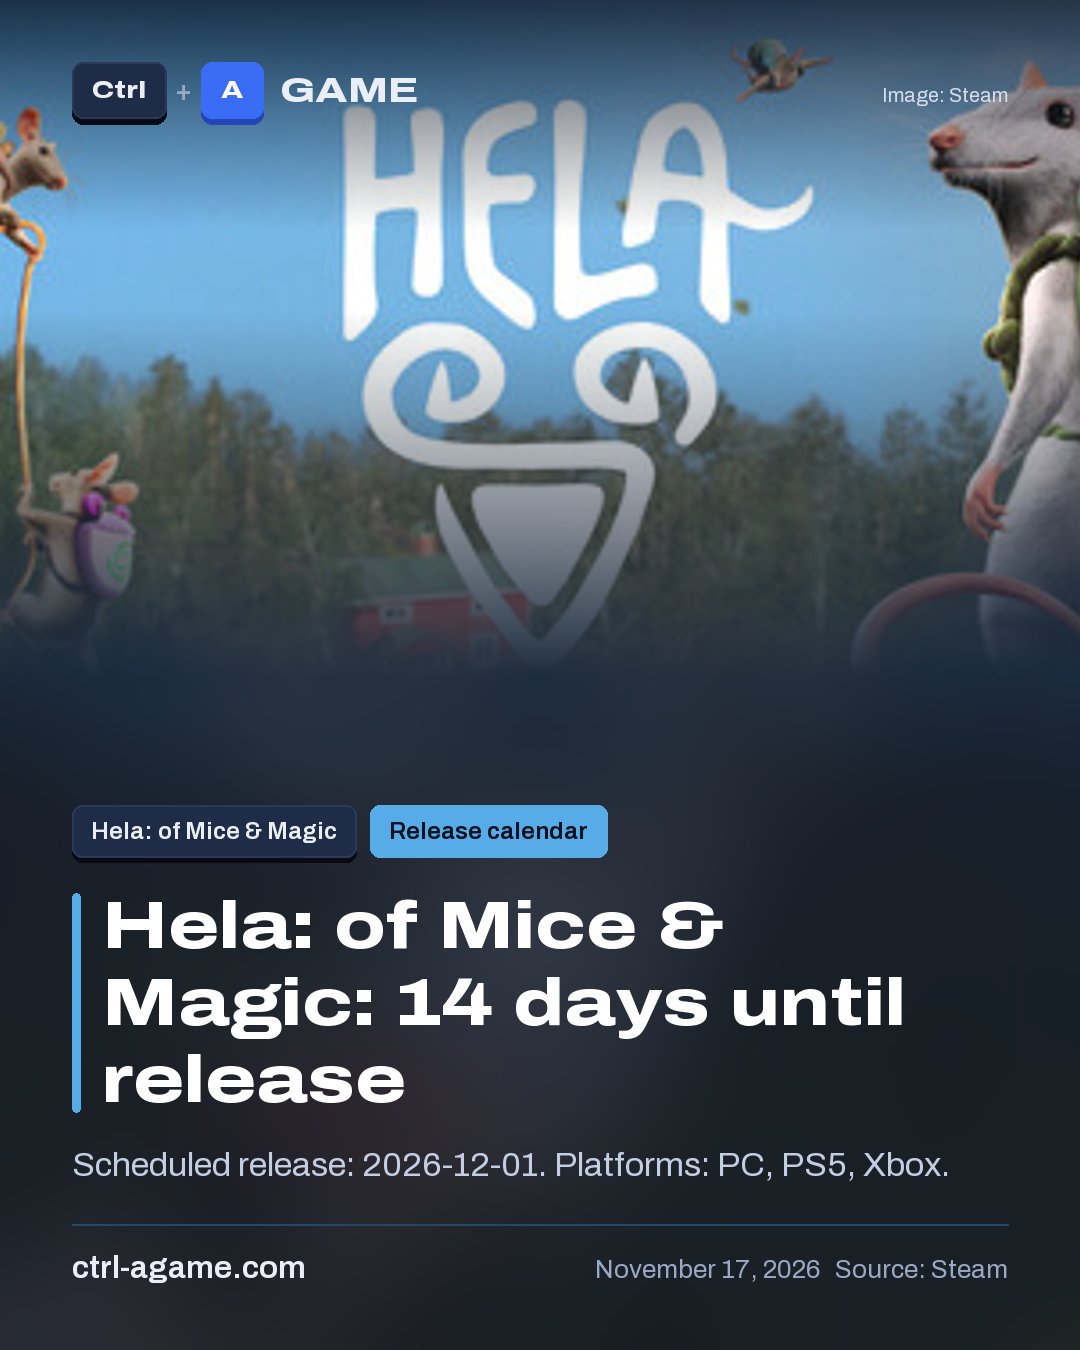 Ctrl + A GAME
Image: Steam
HELA
Hela: of Mice & Magic
Release calendar
Hela: of Mice &
Magic: 14 days until
release
Scheduled release: 2026-12-01. Platforms: PC, PS5, Xbox.
ctrl-agame.com
November 17, 2026 Source: Steam